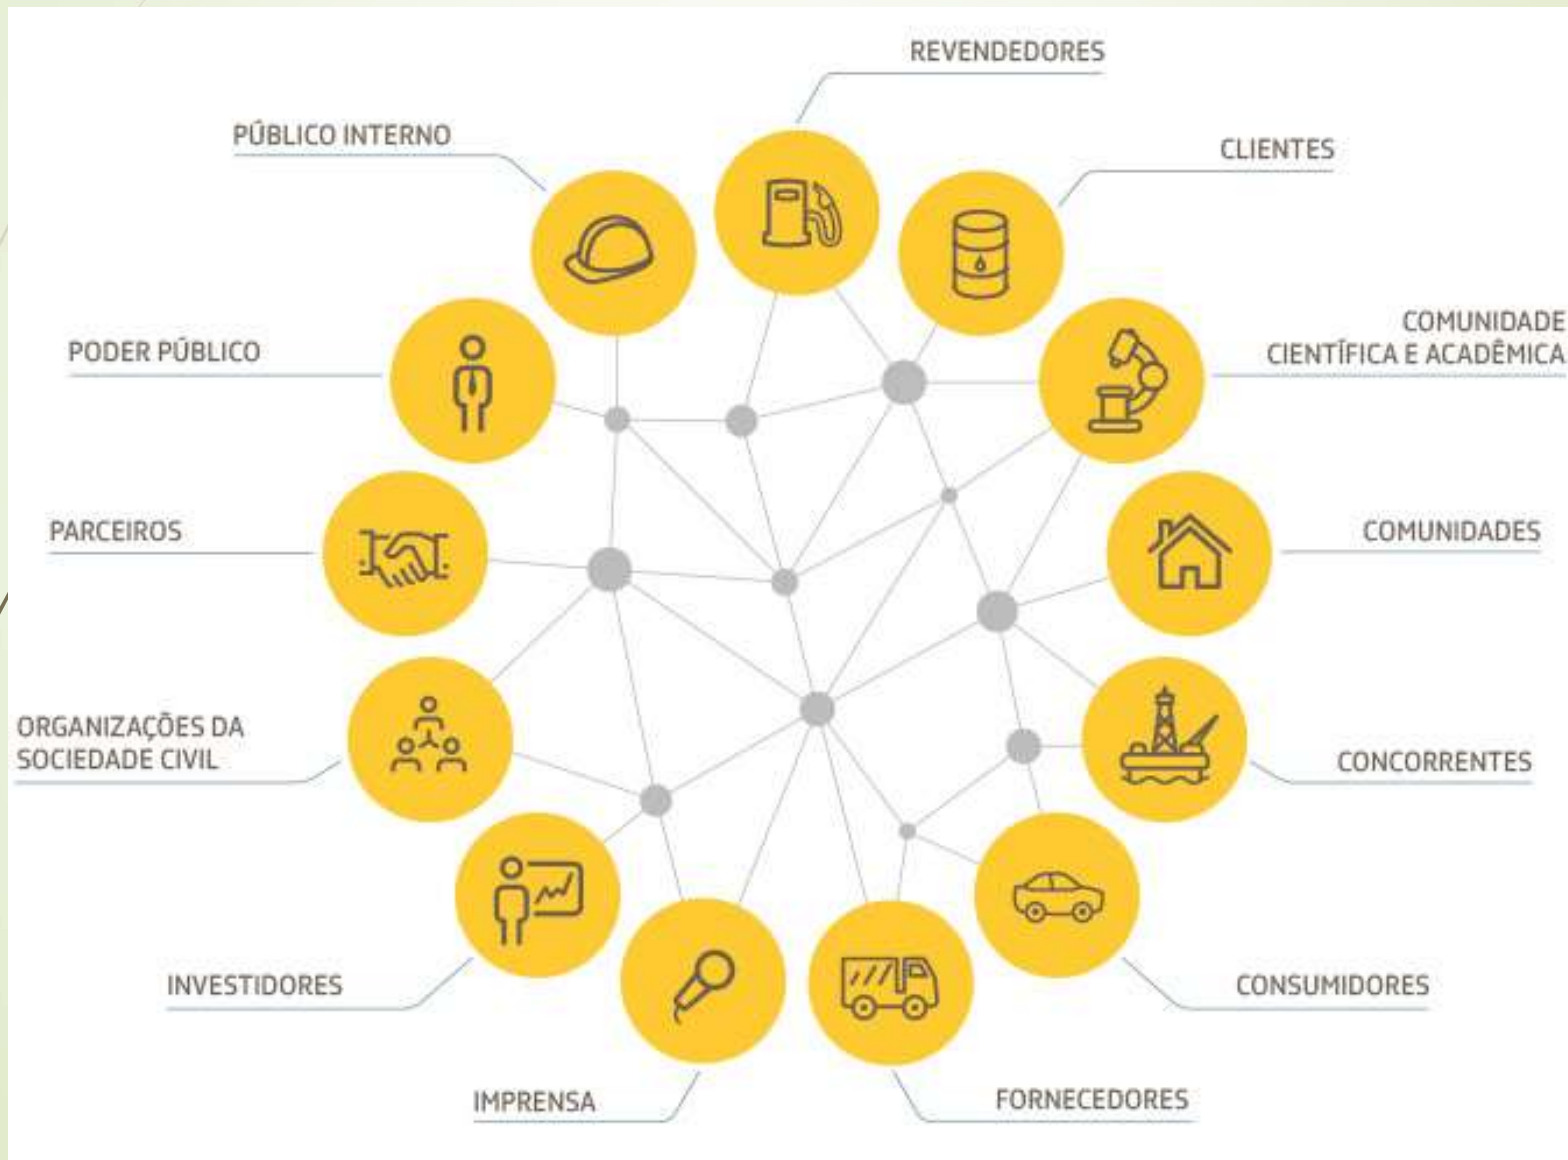 REVENDEDORES
PÚBLICO INTERNO
CLIENTES
COMUNIDADE
CIENTÍFICA E ACADÊMICA
PODER PÚBLICO
PARCEIROS
COMUNIDADES
ORGANIZAÇÕES DA
SOCIEDADE CIVIL
CONCORRENTES
INVESTIDORES
CONSUMIDORES
IMPRENSA
FORNECEDORES